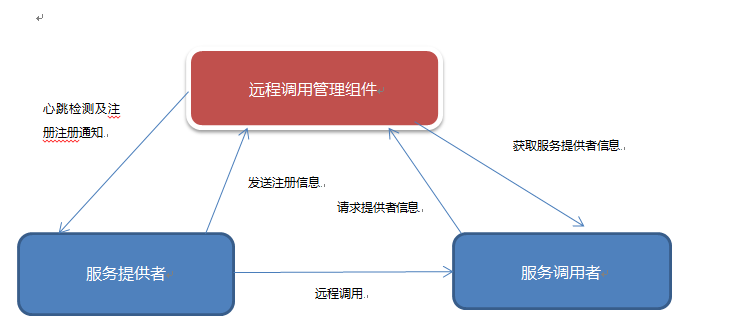 远程调用管理组件
心跳检测及注
册注册通知
获取服务提供者信息
发送注册信息
请求提供者信息
服务提供者
服务调用者
远程调用